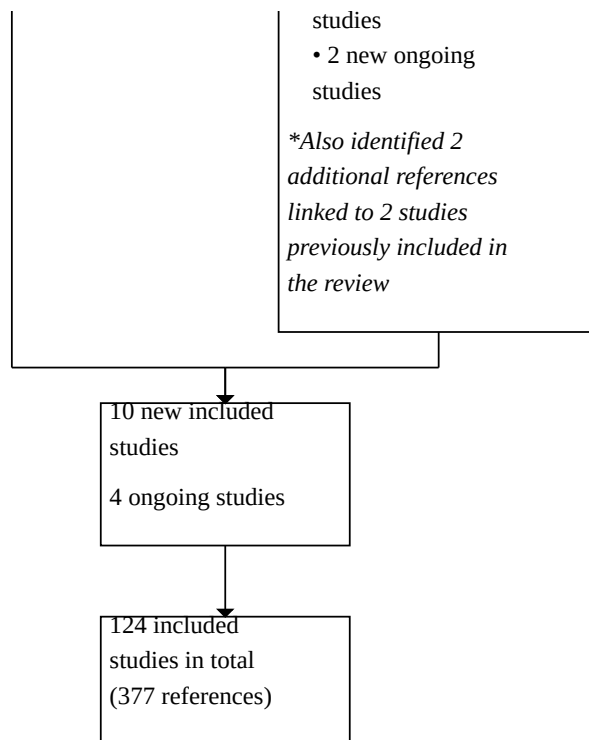 studies
• 2 new ongoing
studies
*Also identified 2
additional references
linked to 2 studies
previously included in
the review
10 new included
studies
4 ongoing studies
124 included
studies in total
(377 references)